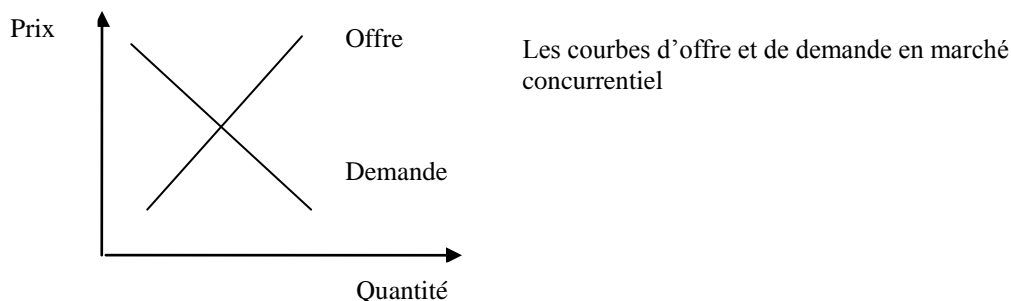 Prix
Offre
Les courbes d’offre et de demande en marché
concurrentiel
Demande
Quantité